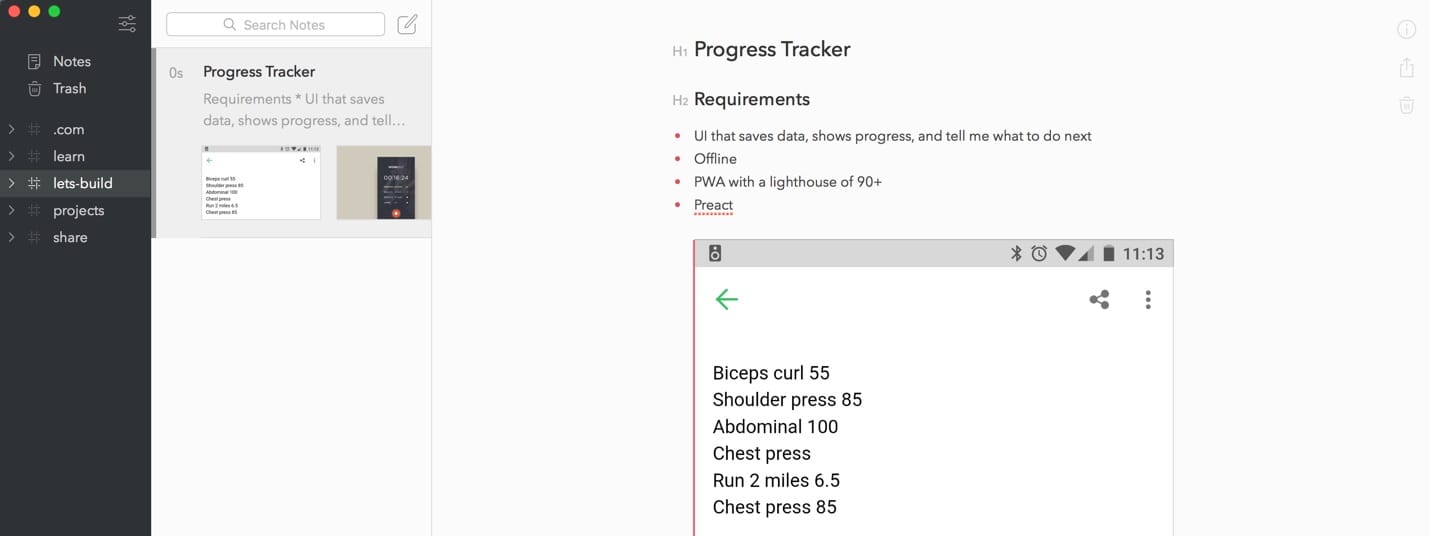 Notes
Trash
.com
learn
lets-build
projects
share
Search Notes
0s
Progress Tracker
Requirements * UI that saves
data, shows progress, and tell…
11:13
Biceps curl 55
Shoulder press 85
Abdominal 100
Chest press
Run 2 miles 6.5
Chest press 85
00:16:24
H1 Progress Tracker
H2 Requirements
• UI that saves data, shows progress, and tell me what to do next
• Offline
• PWA with a lighthouse of 90+
• Preact
11:13
Biceps curl 55
Shoulder press 85
Abdominal 100
Chest press
Run 2 miles 6.5
Chest press 85